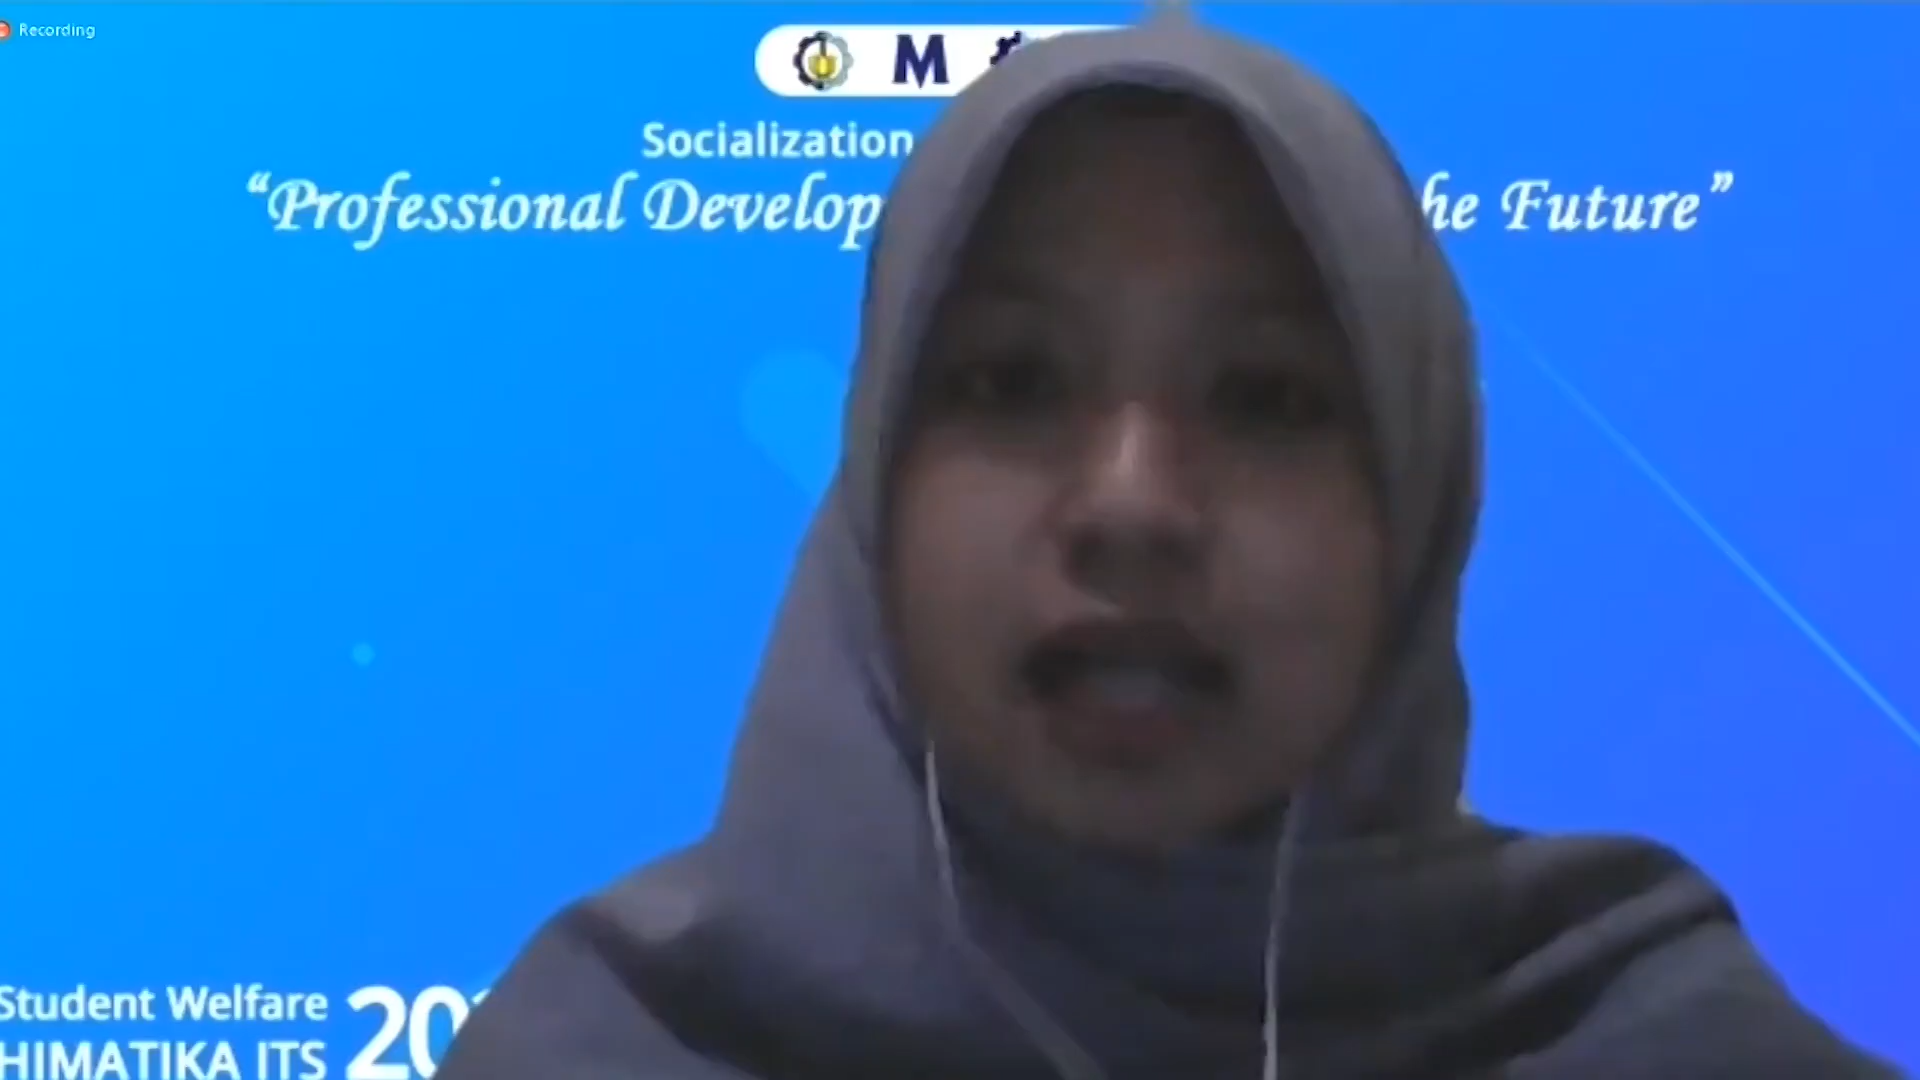 Recording
M
Socialization
“Professional Develop he Future”
Student Welfare
HIMATIKA ITS 20